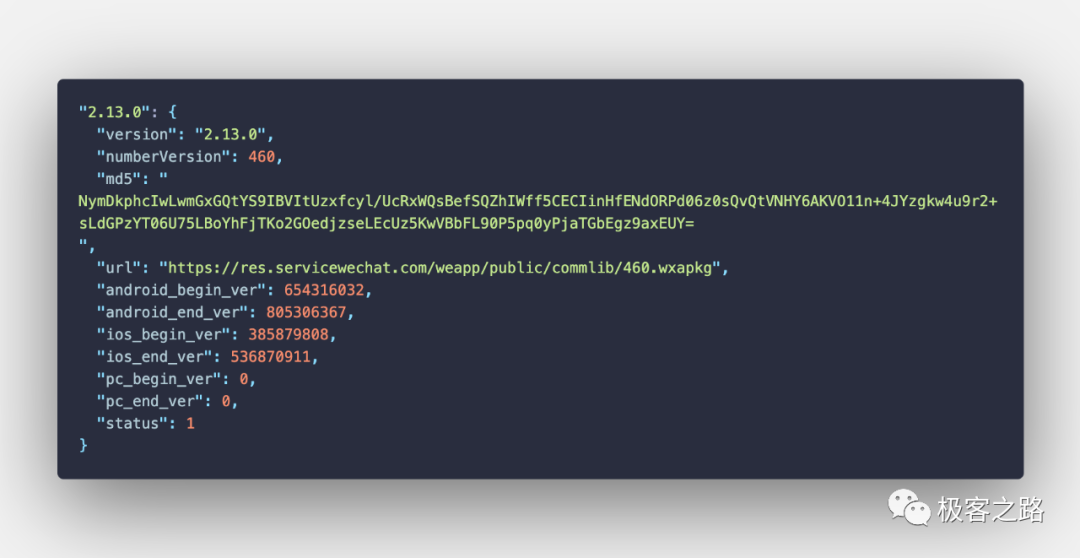 "2.13.0": {
"version": "2.13.0",
"numberVersion": 460,
"md5": "
NymDkphcIwLwmGxGQtYS9IBVItUzxfcyl/UcRxWQsBefSQZhIWff5CECIinHfENdORPd06z0sQvQtVNHY6AKVO11n+4JYzgkw4u9r2+
sLdGPzYT06U75LBoYhFjTKo2GOedjzseLEcUz5KwVBbFL90P5pq0yPjaTGbEgz9axEUY=
",
"url": "https://res.servicewechat.com/weapp/public/commlib/460.wxapkg",
"android_begin_ver": 654316032,
"android_end_ver": 805306367,
"ios_begin_ver": 385879808,
"ios_end_ver": 536870911,
"pc_begin_ver": 0,
"pc_end_ver": 0,
"status": 1
}
极客之路